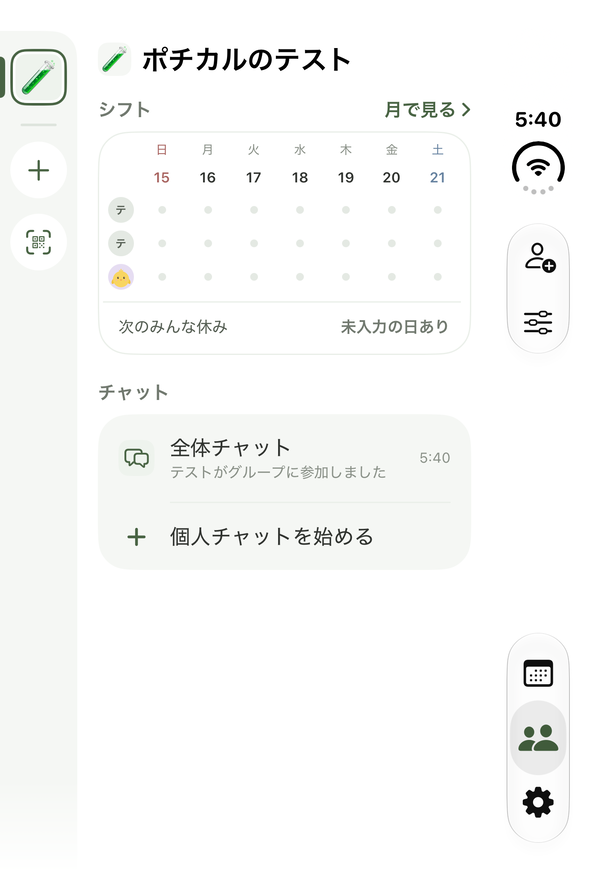 ポチカルのテスト
シフト
月で見る
5:40
日 月 火 水 木 金 土
15 16 17 18 19 20 21
テ
テ
次のみんな休み
未入力の日あり
チャット
全体チャット
テストがグループに参加しました
5:40
個人チャットを始める